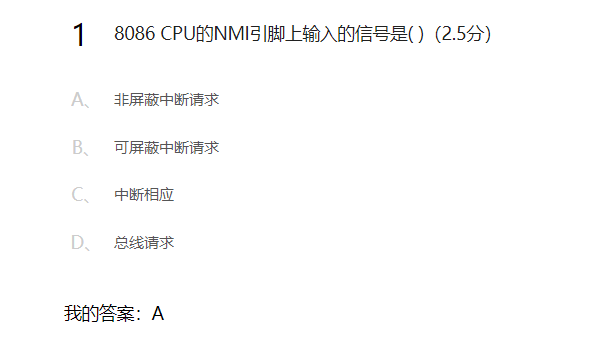 1 8086 CPU的NMI引脚上输入的信号是( )（2.5分）
A、 非屏蔽中断请求
B、 可屏蔽中断请求
C、 中断相应
D、 总线请求
我的答案：A